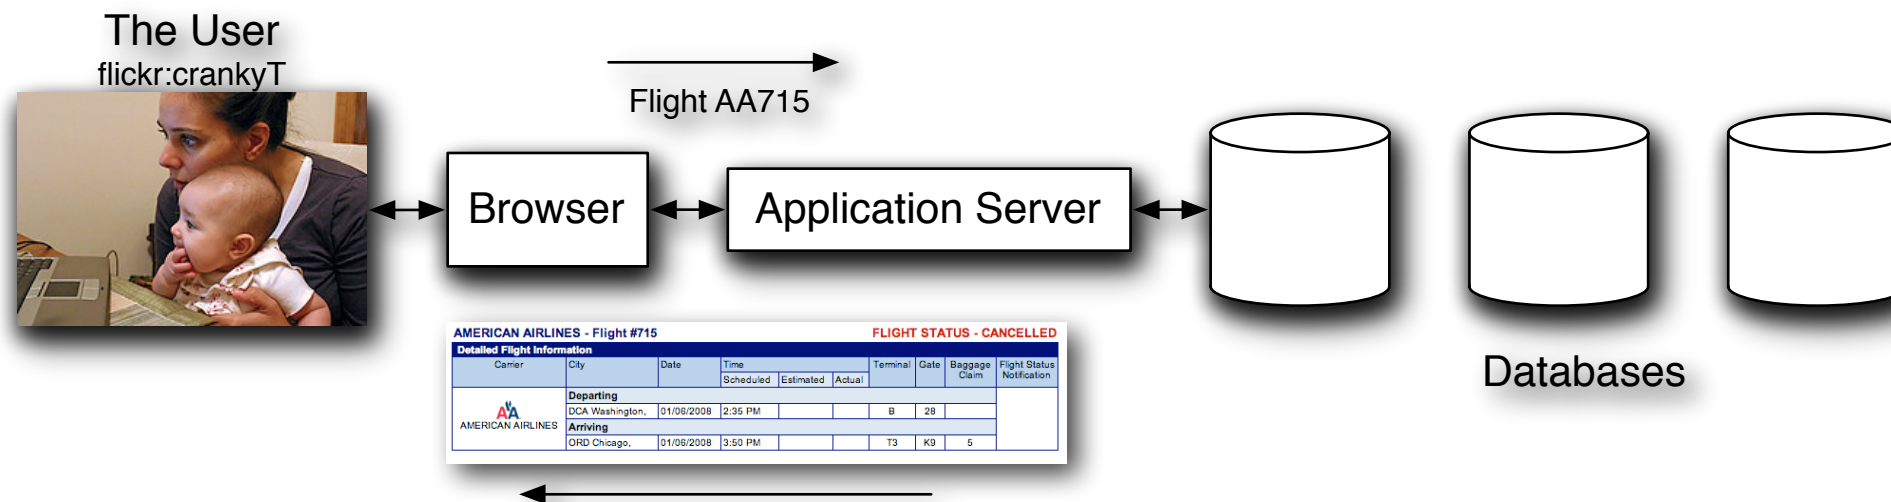 The User
flickr:crankyT
Flight AA715
Browser
Application Server
Databases
AMERICAN AIRLINES - Flight #715 FLIGHT STATUS - CANCELLED
Detailed Flight Information
Carrier City Date Time Terminal Gate Baggage Claim Flight Status Notification
Scheduled Estimated Actual
Departing
DCA Washington, 01/06/2008 2:35 PM B 28
AA
AMERICAN AIRLINES
Arriving
ORD Chicago, 01/06/2008 3:50 PM T3 K9 5